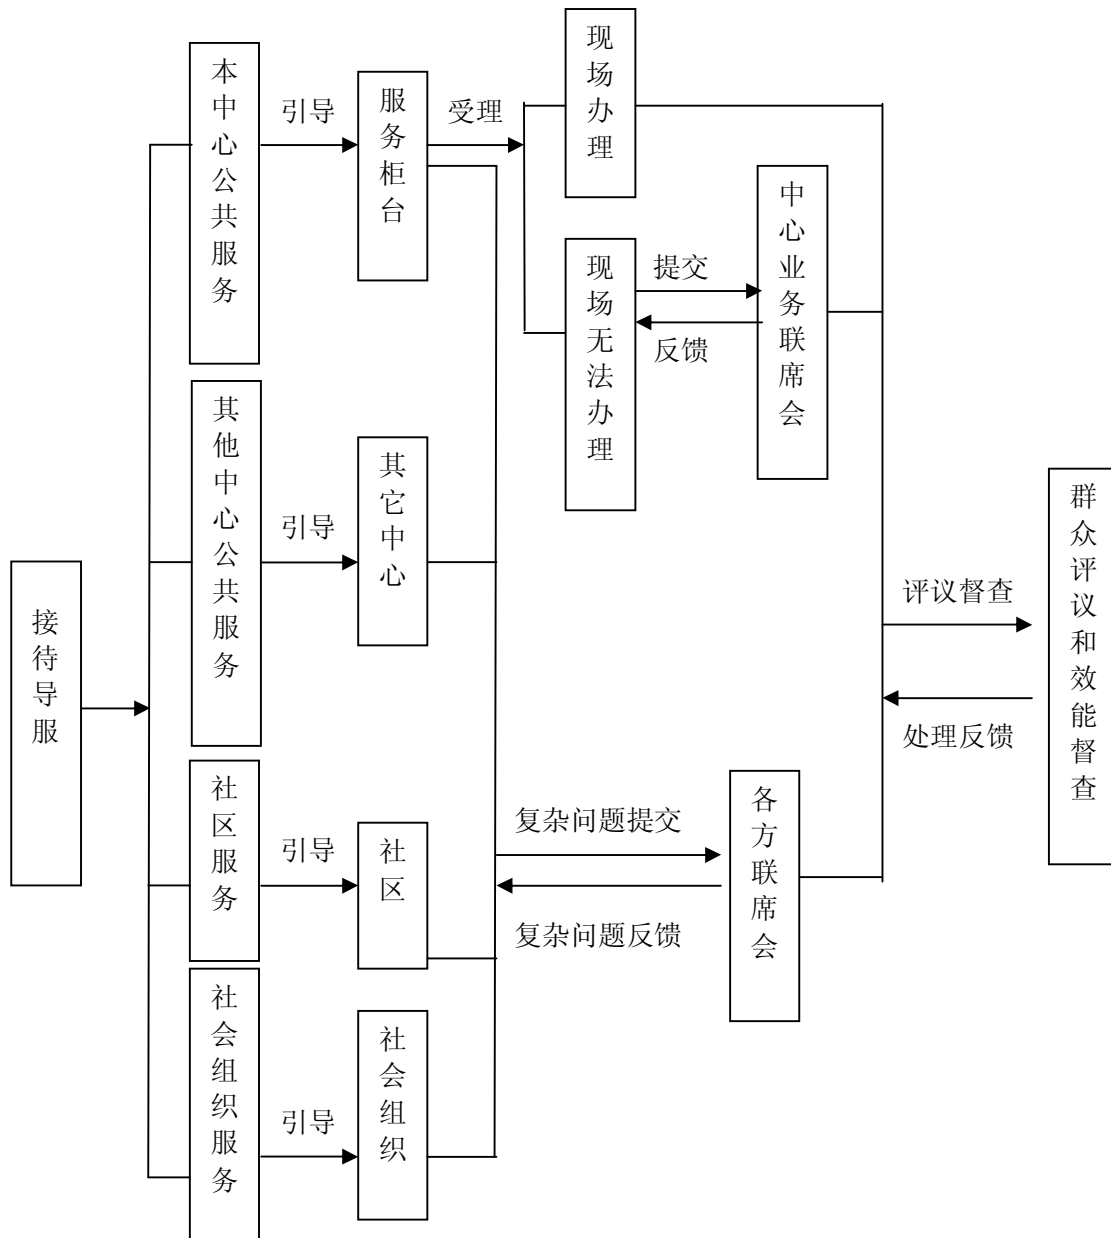 接待导服
本中心公共服务
其他中心公共服务
社区服务
社会组织服务
引导
引导
引导
引导
服务柜台
其它中心
社区
社会组织
受理
现场办理
现场无法办理
提交
反馈
中心业务联席会
复杂问题提交
复杂问题反馈
各方联席会
评议督查
处理反馈
群众评议和效能督查